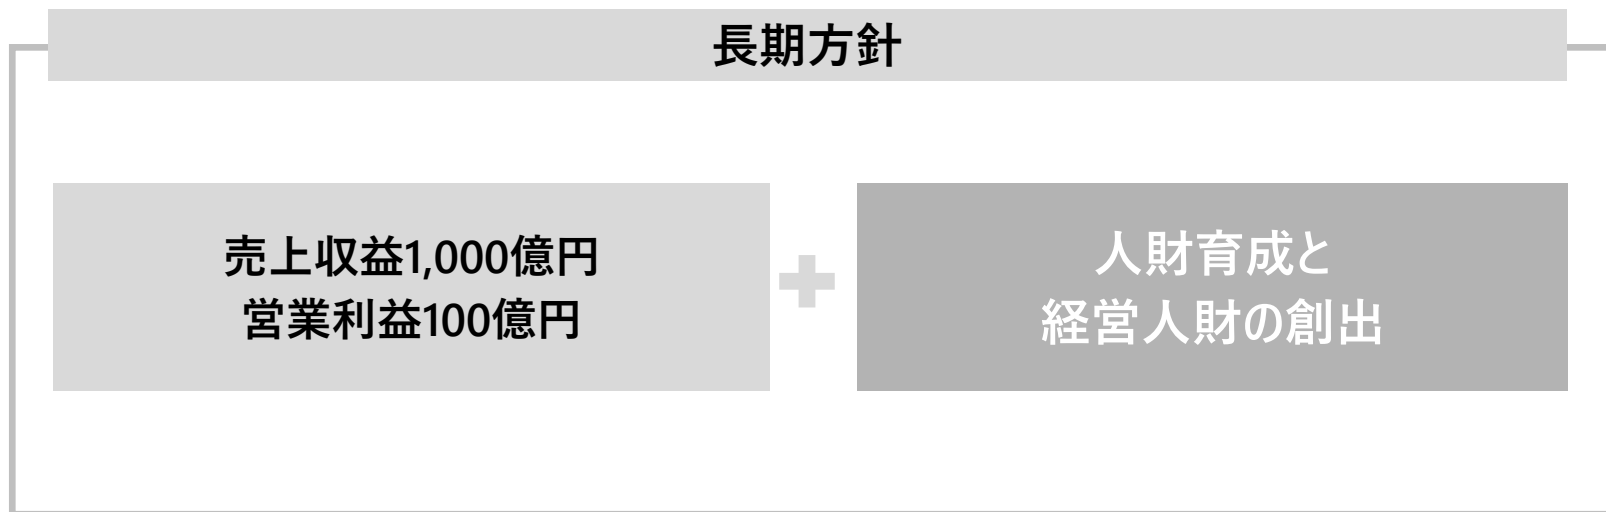 長期方針
売上収益1,000億円
営業利益100億円
人財育成と
経営人財の創出